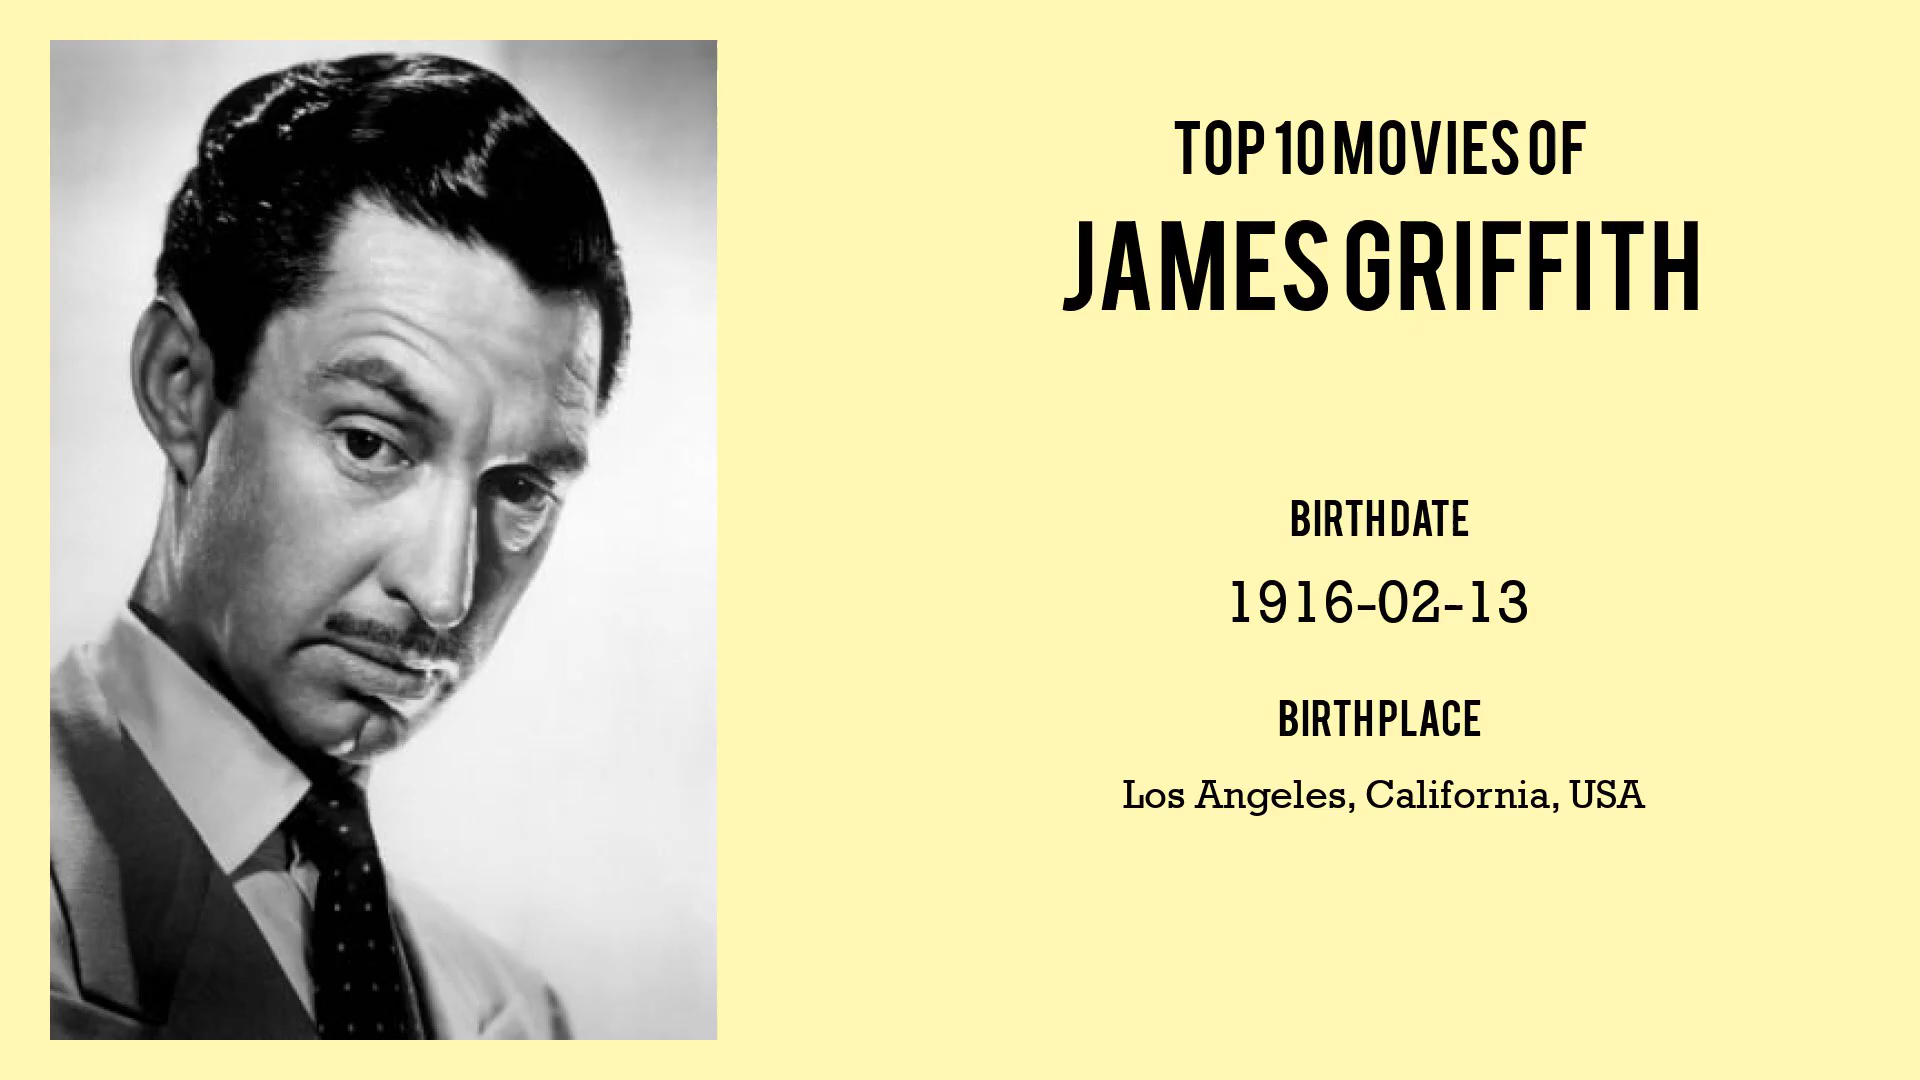 TOP 10 MOVIES OF
JAMES GRIFFITH
BIRTHDATE
1916-02-13
BIRTHPLACE
Los Angeles, California, USA